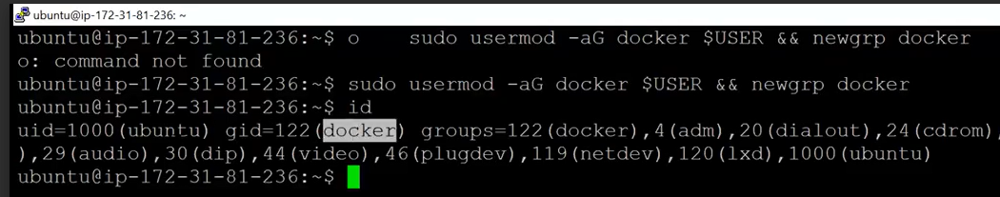 ubuntu@ip-172-31-81-236: ~
ubuntu@ip-172-31-81-236:~$ o    sudo usermod -aG docker $USER && newgrp docker
o: command not found
ubuntu@ip-172-31-81-236:~$ sudo usermod -aG docker $USER && newgrp docker
ubuntu@ip-172-31-81-236:~$ id
uid=1000(ubuntu) gid=122(docker) groups=122(docker),4(adm),20(dialout),24(cdrom),
),29(audio),30(dip),44(video),46(plugdev),119(netdev),120(lxd),1000(ubuntu)
ubuntu@ip-172-31-81-236:~$